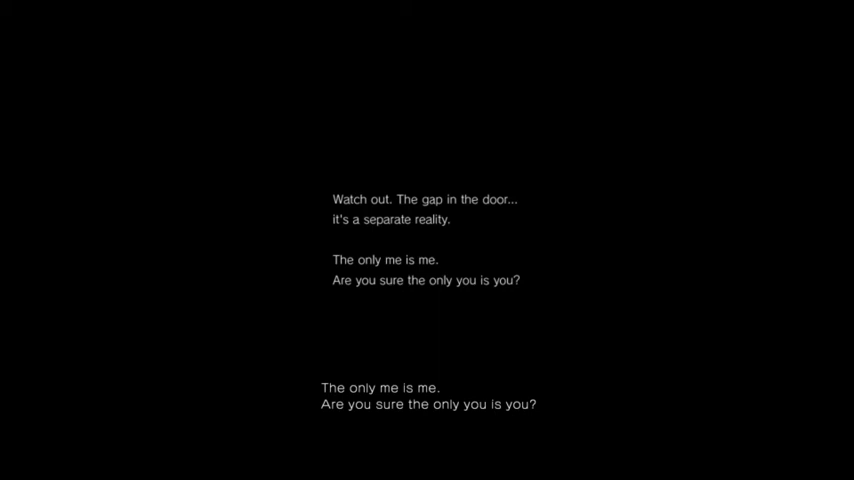 Watch out. The gap in the door...
it's a separate reality.
The only me is me.
Are you sure the only you is you?
The only me is me.
Are you sure the only you is you?